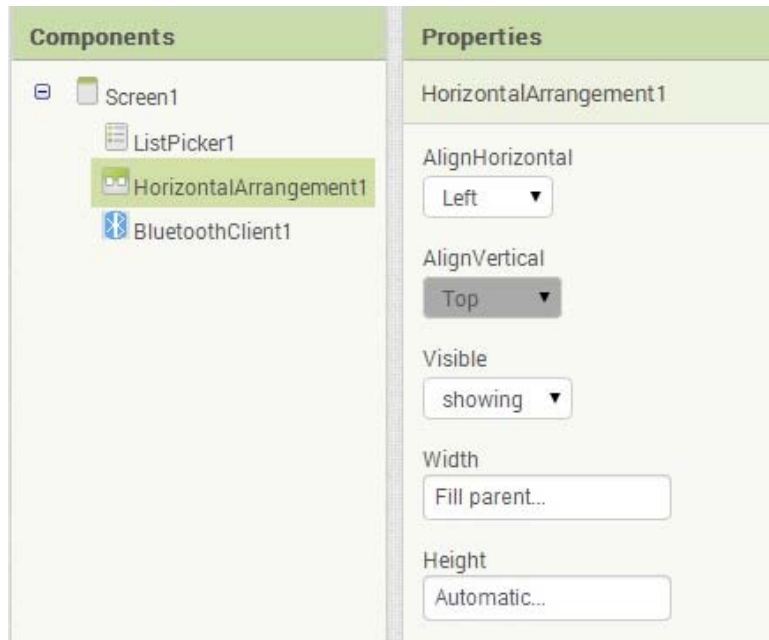 Components
Screen1
ListPicker1
HorizontalArrangement1
BluetoothClient1
Properties
HorizontalArrangement1
AlignHorizontal
Left
AlignVertical
Top
Visible
showing
Width
Fill parent...
Height
Automatic...